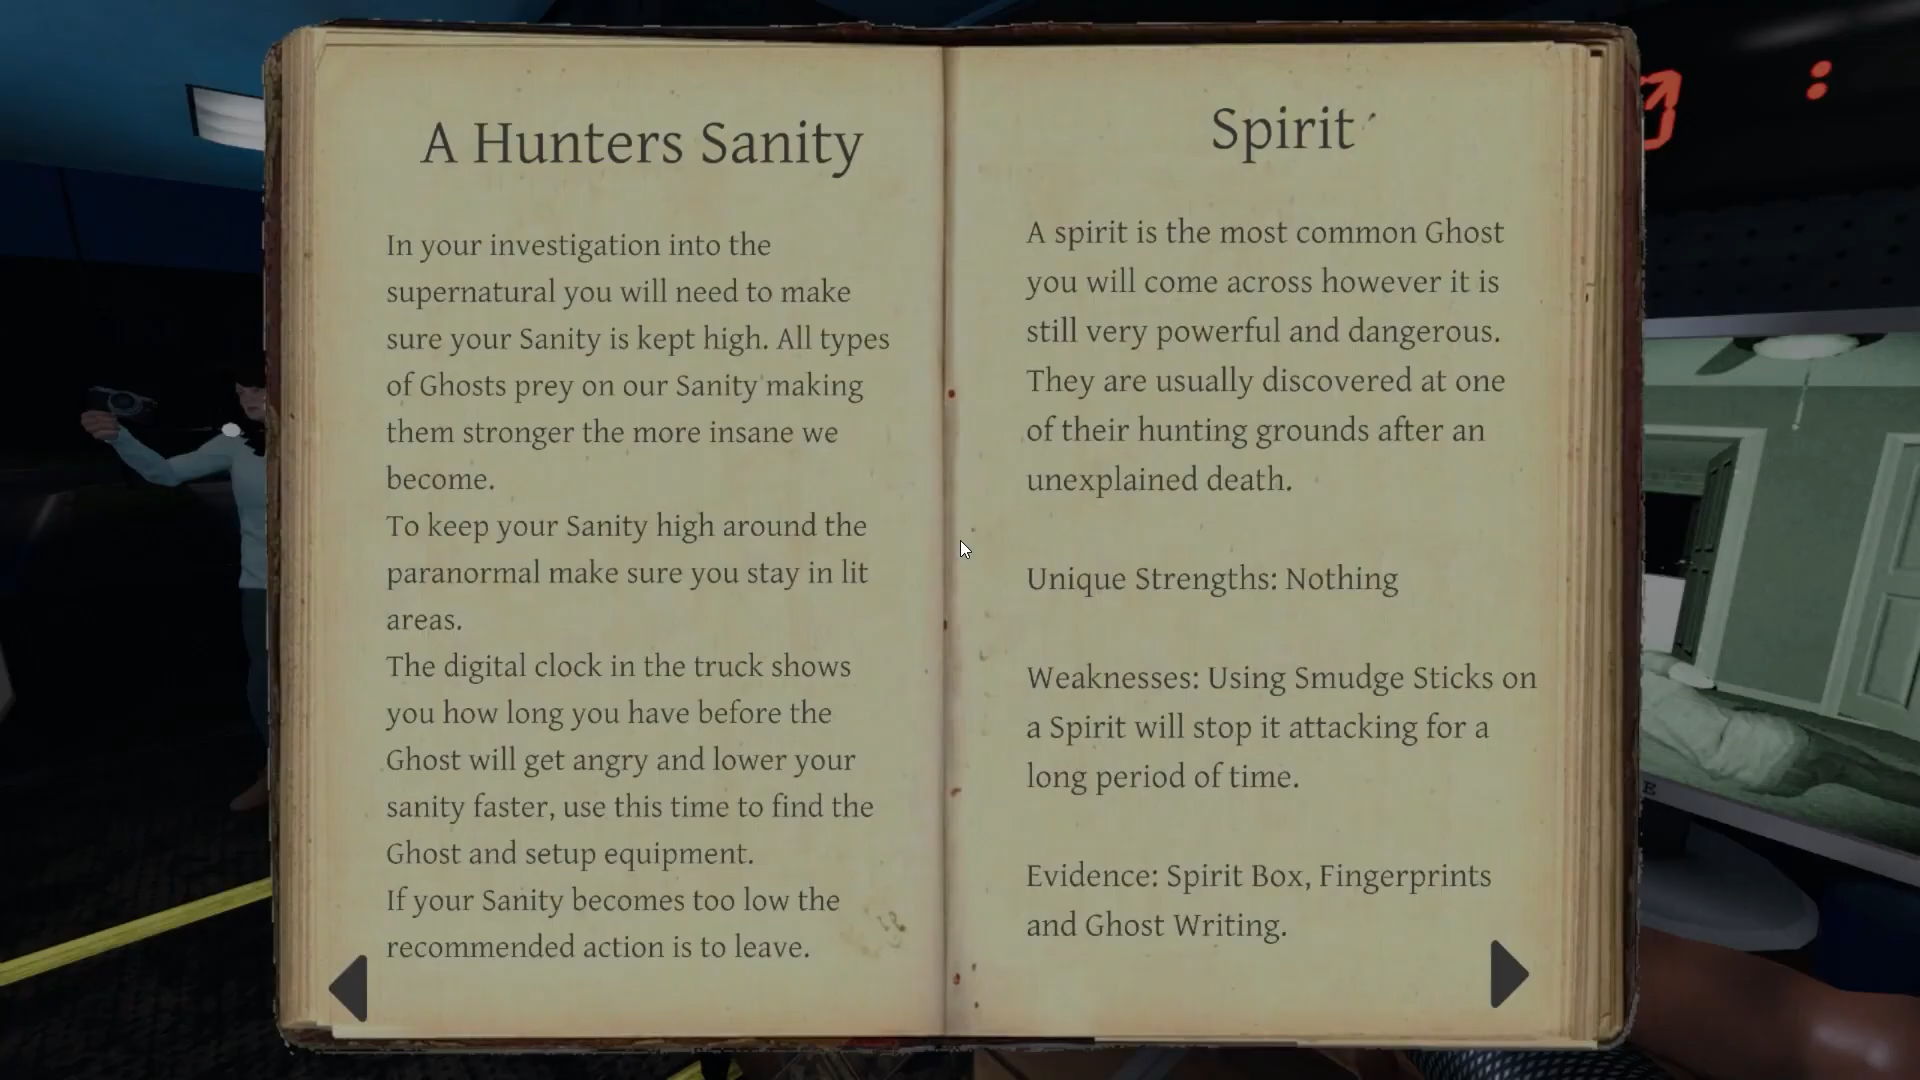 A Hunters Sanity
In your investigation into the
supernatural you will need to make
sure your Sanity is kept high. All types
of Ghosts prey on our Sanity making
them stronger the more insane we
become.
To keep your Sanity high around the
paranormal make sure you stay in lit
areas.
The digital clock in the truck shows
you how long you have before the
Ghost will get angry and lower your
sanity faster, use this time to find the
Ghost and setup equipment.
If your Sanity becomes too low the
recommended action is to leave.
Spirit
A spirit is the most common Ghost
you will come across however it is
still very powerful and dangerous.
They are usually discovered at one
of their hunting grounds after an
unexplained death.
Unique Strengths: Nothing
Weaknesses: Using Smudge Sticks on
a Spirit will stop it attacking for a
long period of time.
Evidence: Spirit Box, Fingerprints
and Ghost Writing.